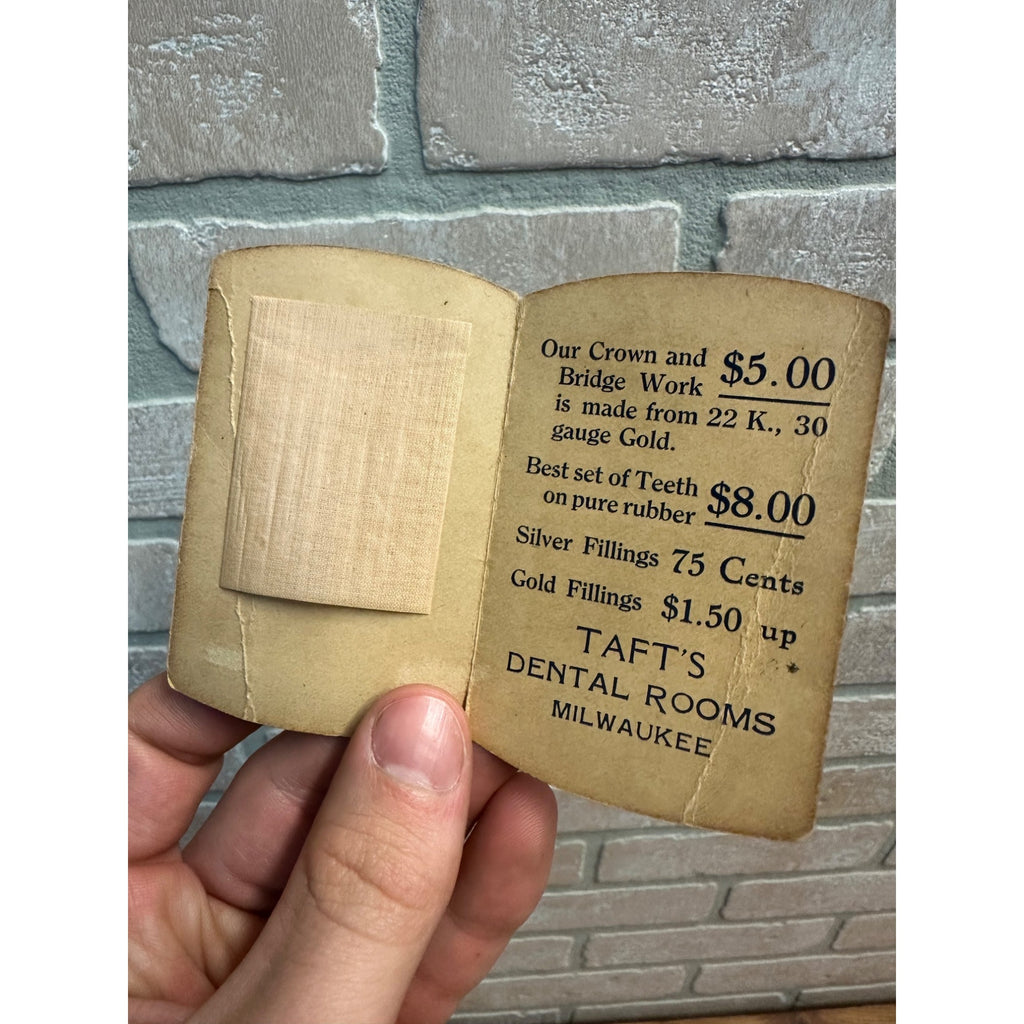 Our Crown and $5.00
Bridge Work
is made from 22 K., 30
gauge Gold.
Best set of Teeth $8.00
on pure rubber
Silver Fillings 75 Cents
Gold Fillings $1.50 up
TAFT'S
DENTAL ROOMS
MILWAUKEE